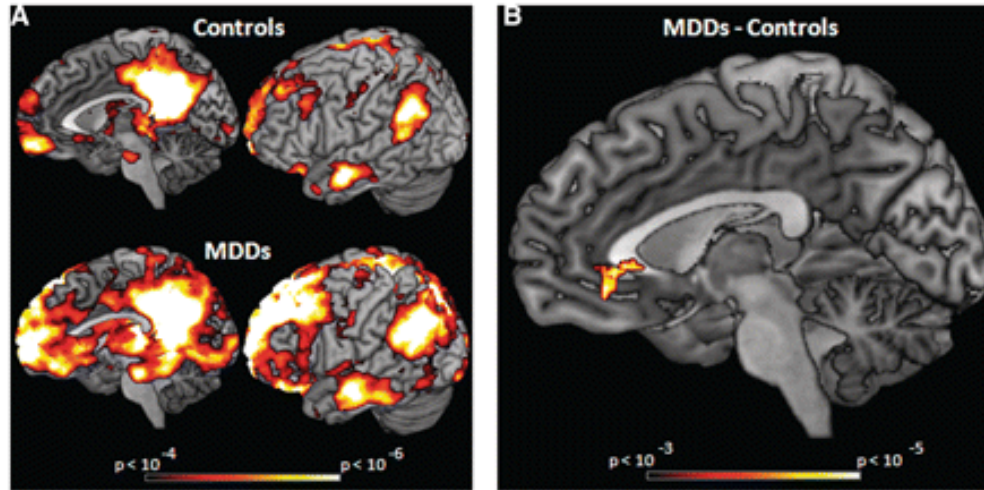 A
Controls
MDDs
p < 10⁻⁴
p < 10⁻⁶
B
MDDs - Controls
p < 10⁻³
p < 10⁻⁵